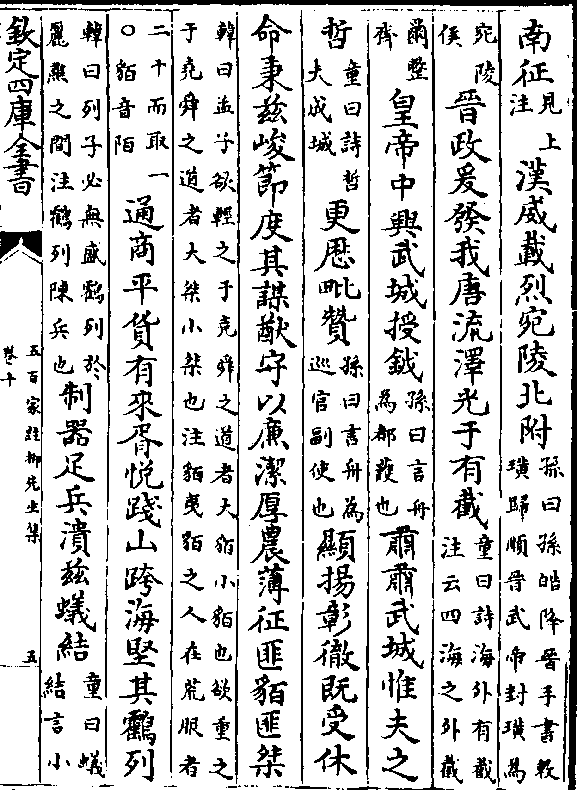 南征見上注漢威載烈宛陵北附孫曰孫皓降晉手書敕璜歸順晉武帝封璜為
宛陵侯晉政爰發我唐流澤光于有截童曰詩海外有截注云四海之外截
爾整齊皇帝中興武城授鉞孫曰言舟為都護也肅肅武城惟夫之
哲童曰詩哲大成城更歷毗贊孫曰言舟為巡官副使也顯揚彰徹既受休
命秉兹峻節度其謀猷守以廉潔厚農薄征匪貊匪桀
韓曰孟子欲輕之于堯舜之道者大貊小貊也欲重之
于堯舜之道者大桀小桀也注貊夷貊之人在荒服者
二十而取一○貊音陌通商平貨有來胥悦踐山跨海堅其鸛列
韓曰列子必無盛鶴列於麗譙之間注鶴列陳兵也制器足兵潰兹蟻結童曰蟻結言小
欽定四庫全書
五百家註柳先生集
卷十
五